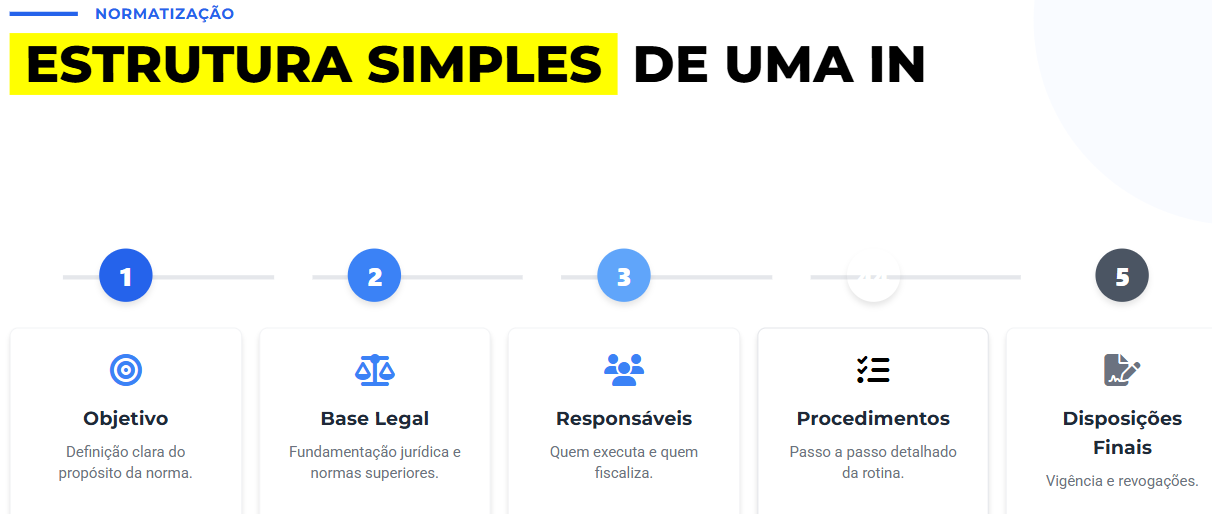 NORMATIZAÇÃO
ESTRUTURA SIMPLES DE UMA IN
1
2
3
5
Objetivo
Definição clara do
propósito da norma.
Base Legal
Fundamentação jurídica e
normas superiores.
Responsáveis
Quem executa e quem
fiscaliza.
Procedimentos
Passo a passo detalhado
da rotina.
Disposições
Finais
Vigência e revogações.